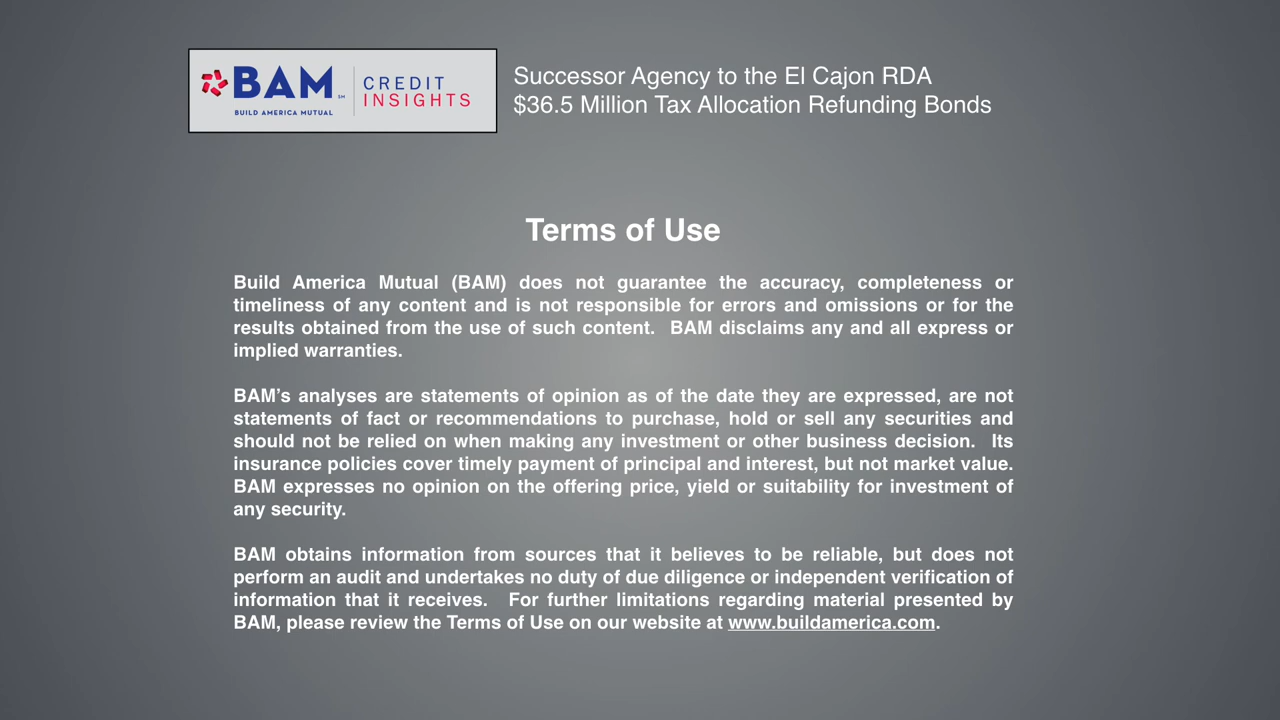 BAM SM
BUILD AMERICA MUTUAL
CREDIT
INSIGHTS
Successor Agency to the El Cajon RDA
$36.5 Million Tax Allocation Refunding Bonds
Terms of Use
Build America Mutual (BAM) does not guarantee the accuracy, completeness or
timeliness of any content and is not responsible for errors and omissions or for the
results obtained from the use of such content.  BAM disclaims any and all express or
implied warranties.
BAM’s analyses are statements of opinion as of the date they are expressed, are not
statements of fact or recommendations to purchase, hold or sell any securities and
should not be relied on when making any investment or other business decision.  Its
insurance policies cover timely payment of principal and interest, but not market value.
BAM expresses no opinion on the offering price, yield or suitability for investment of
any security.
BAM obtains information from sources that it believes to be reliable, but does not
perform an audit and undertakes no duty of due diligence or independent verification of
information that it receives.  For further limitations regarding material presented by
BAM, please review the Terms of Use on our website at www.buildamerica.com.